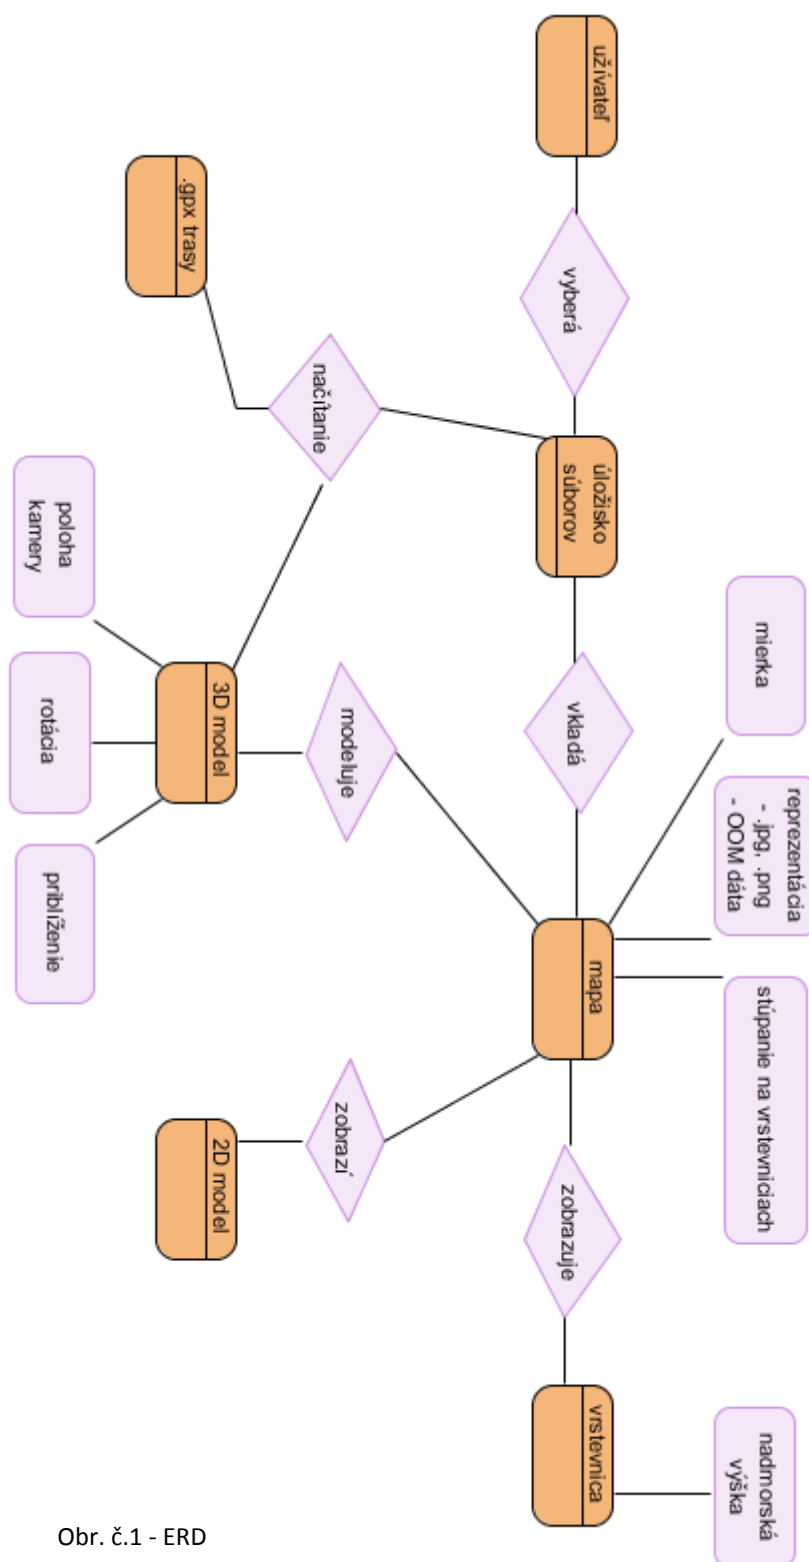 užívateľ
vyberá
úložisko
súborov
.gpx trasy
načítanie
poloha
kamery
rotácia
priblíženie
3D model
modeluje
vkladá
mierka
reprezentácia
- .jpg, .png
- OOM dáta
stúpanie na vrstevniciach
mapa
zobrazí
2D model
zobrazuje
vrstevnica
nadmorská
výška
Obr. č.1 - ERD